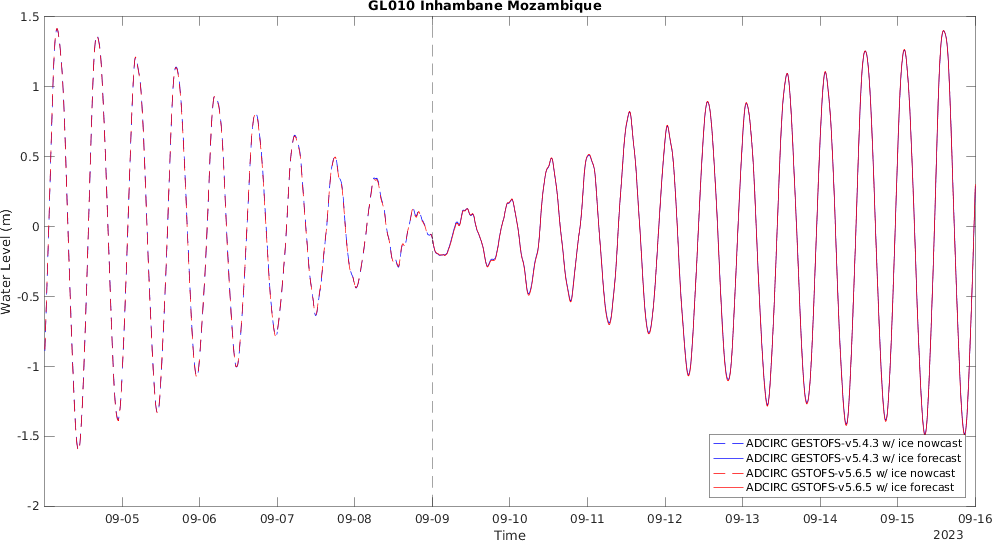 GL010 Inhambane Mozambique
1.5
1
0.5
0
-0.5
-1
-1.5
-2
Water Level (m)
09-05 09-06 09-07 09-08 09-09 09-10 09-11 09-12 09-13 09-14 09-15 09-16
Time
2023
ADCIRC GESTOFS-v5.4.3 w/ ice nowcast
ADCIRC GESTOFS-v5.4.3 w/ ice forecast
ADCIRC GSTOFS-v5.6.5 w/ ice nowcast
ADCIRC GSTOFS-v5.6.5 w/ ice forecast